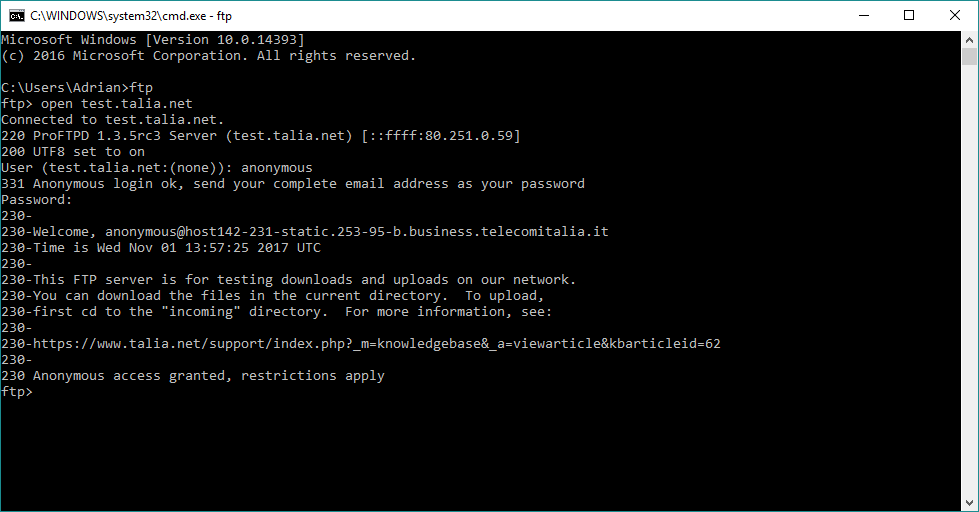 C:\WINDOWS\system32\cmd.exe - ftp
Microsoft Windows [Version 10.0.14393]
(c) 2016 Microsoft Corporation. All rights reserved.
C:\Users\Adrian>ftp
ftp> open test.talia.net
Connected to test.talia.net.
220 ProFTPD 1.3.5rc3 Server (test.talia.net) [::ffff:80.251.0.59]
200 UTF8 set to on
User (test.talia.net:(none)): anonymous
331 Anonymous login ok, send your complete email address as your password
Password:
230-
230-Welcome, anonymous@host142-231-static.253-95-b.business.telecomitalia.it
230-Time is Wed Nov 01 13:57:25 2017 UTC
230-
230-This FTP server is for testing downloads and uploads on our network.
230-You can download the files in the current directory.  To upload,
230-first cd to the "incoming" directory.  For more information, see:
230-
230-https://www.talia.net/support/index.php?_m=knowledgebase&_a=viewarticle&kbarticleid=62
230-
230 Anonymous access granted, restrictions apply
ftp>